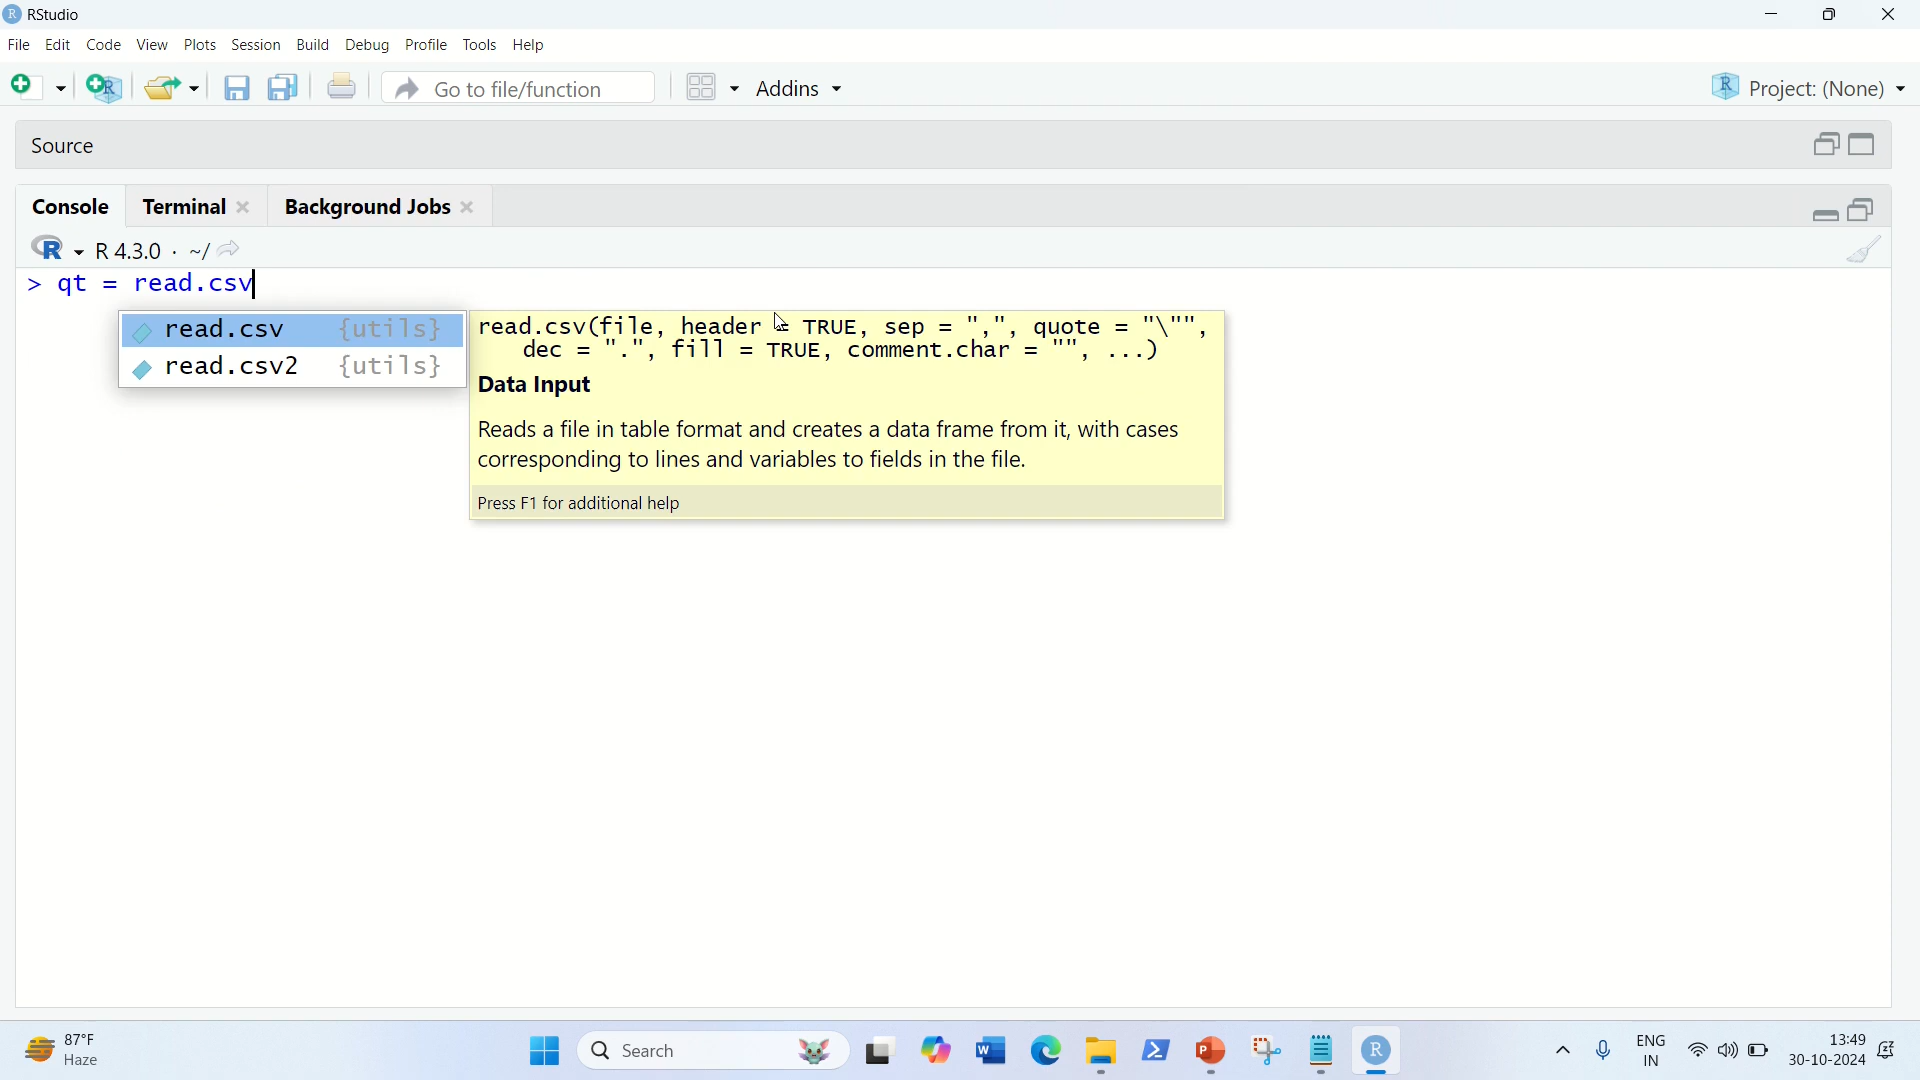 RStudio
File Edit Code View Plots Session Build Debug Profile Tools Help
Go to file/function Addins Project: (None)
Source
Console Terminal Background Jobs
R 4.3.0 · ~/
> qt = read.csv
read.csv {utils}
read.csv2 {utils}
read.csv(file, header = TRUE, sep = ",", quote = "\"",
dec = ".", fill = TRUE, comment.char = "", ...)
Data Input
Reads a file in table format and creates a data frame from it, with cases
corresponding to lines and variables to fields in the file.
Press F1 for additional help
87°F
Haze
Search
ENG
IN
13:49
30-10-2024